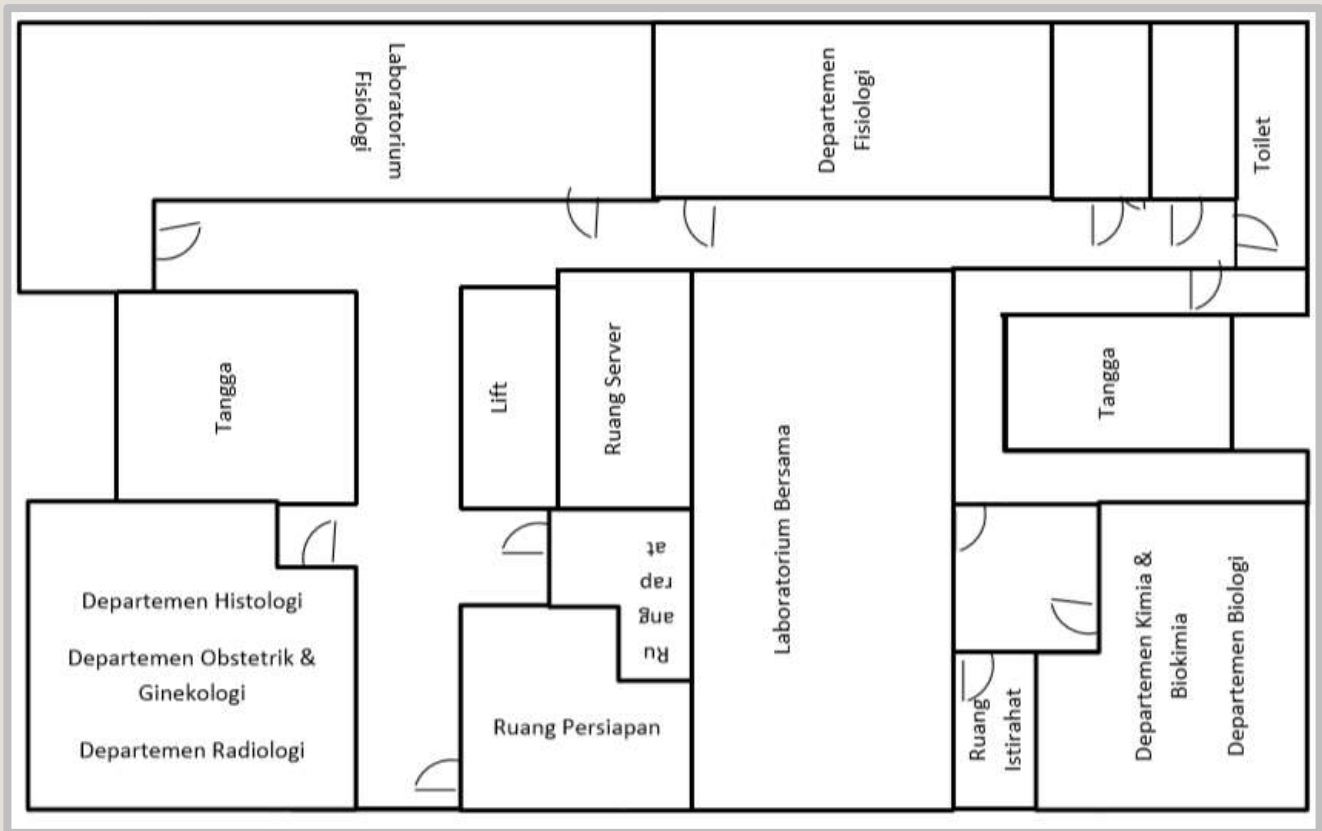 Laboratorium
Fisiologi
Departemen
Fisiologi
Toilet
Tangga
Lift
Ruang Server
Tangga
Laboratorium Bersama
Ru
ang
rap
at
Departemen Histologi
Departemen Obstetrik &
Ginekologi
Departemen Radiologi
Ruang Persiapan
Ruang
Istirahat
Departemen Kimia &
Biokimia
Departemen Biologi